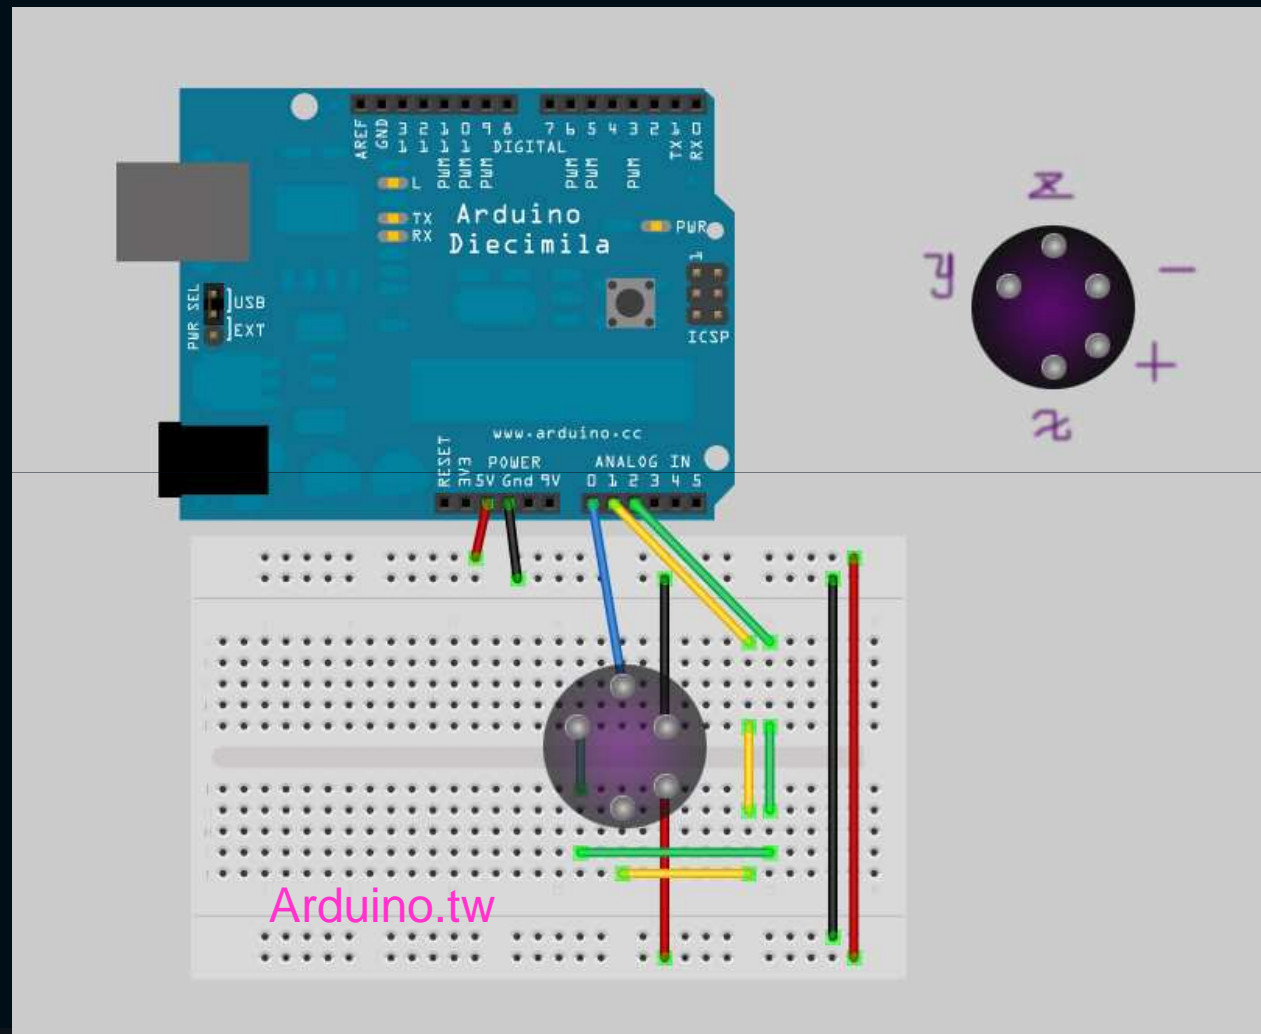 AREF
GND
13
12
11
10
9
8
7
6
5
4
3
2
TX 1
RX 0
DIGITAL
PWM
PWM
PWM
PWM
PWM
PWM
L
TX
RX
Arduino
Diecimila
PWR
1
ICSP
PWR SEL
USB
EXT
www.arduino.cc
RESET
3V3
POWER
5V Gnd 9V
ANALOG IN
0 1 2 3 4 5
z
y
-
+
x
Arduino.tw